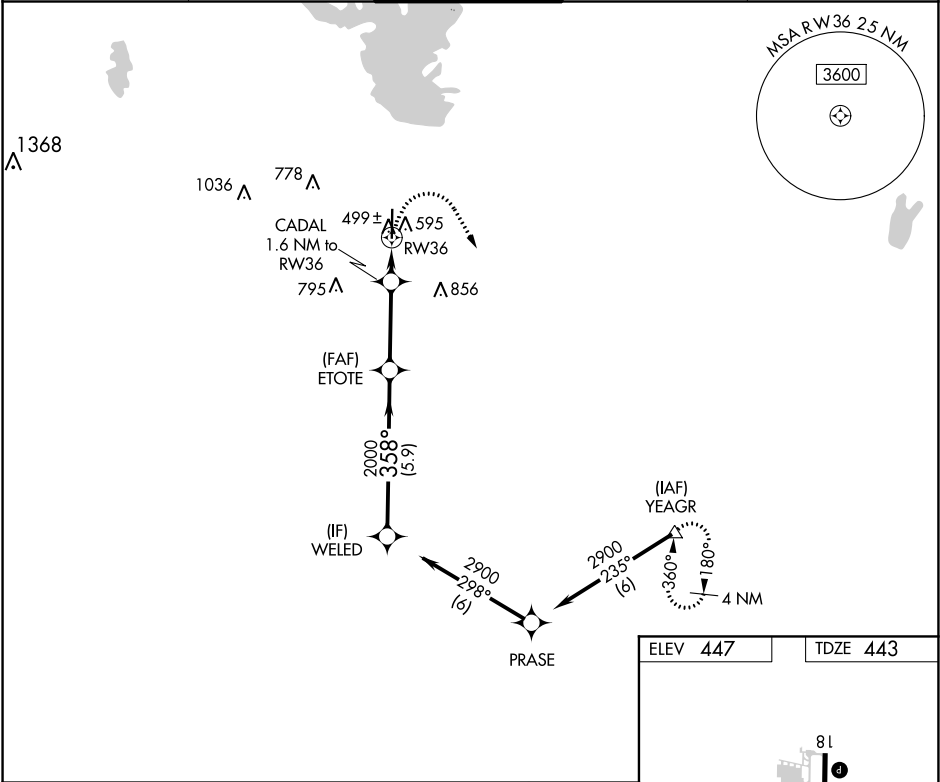 MSA RW36 25 NM
3600
1368
1036
778
499±
595
CADAL
1.6 NM to
RW36
RW36
795
856
(FAF)
ETOTE
2000
358°
(5.9)
(IF)
WELED
(IAF)
YEAGR
2900
235°
(6)
360°
180°
4 NM
2900
298°
(6)
PRASE
ELEV 447
TDZE 443
18
P